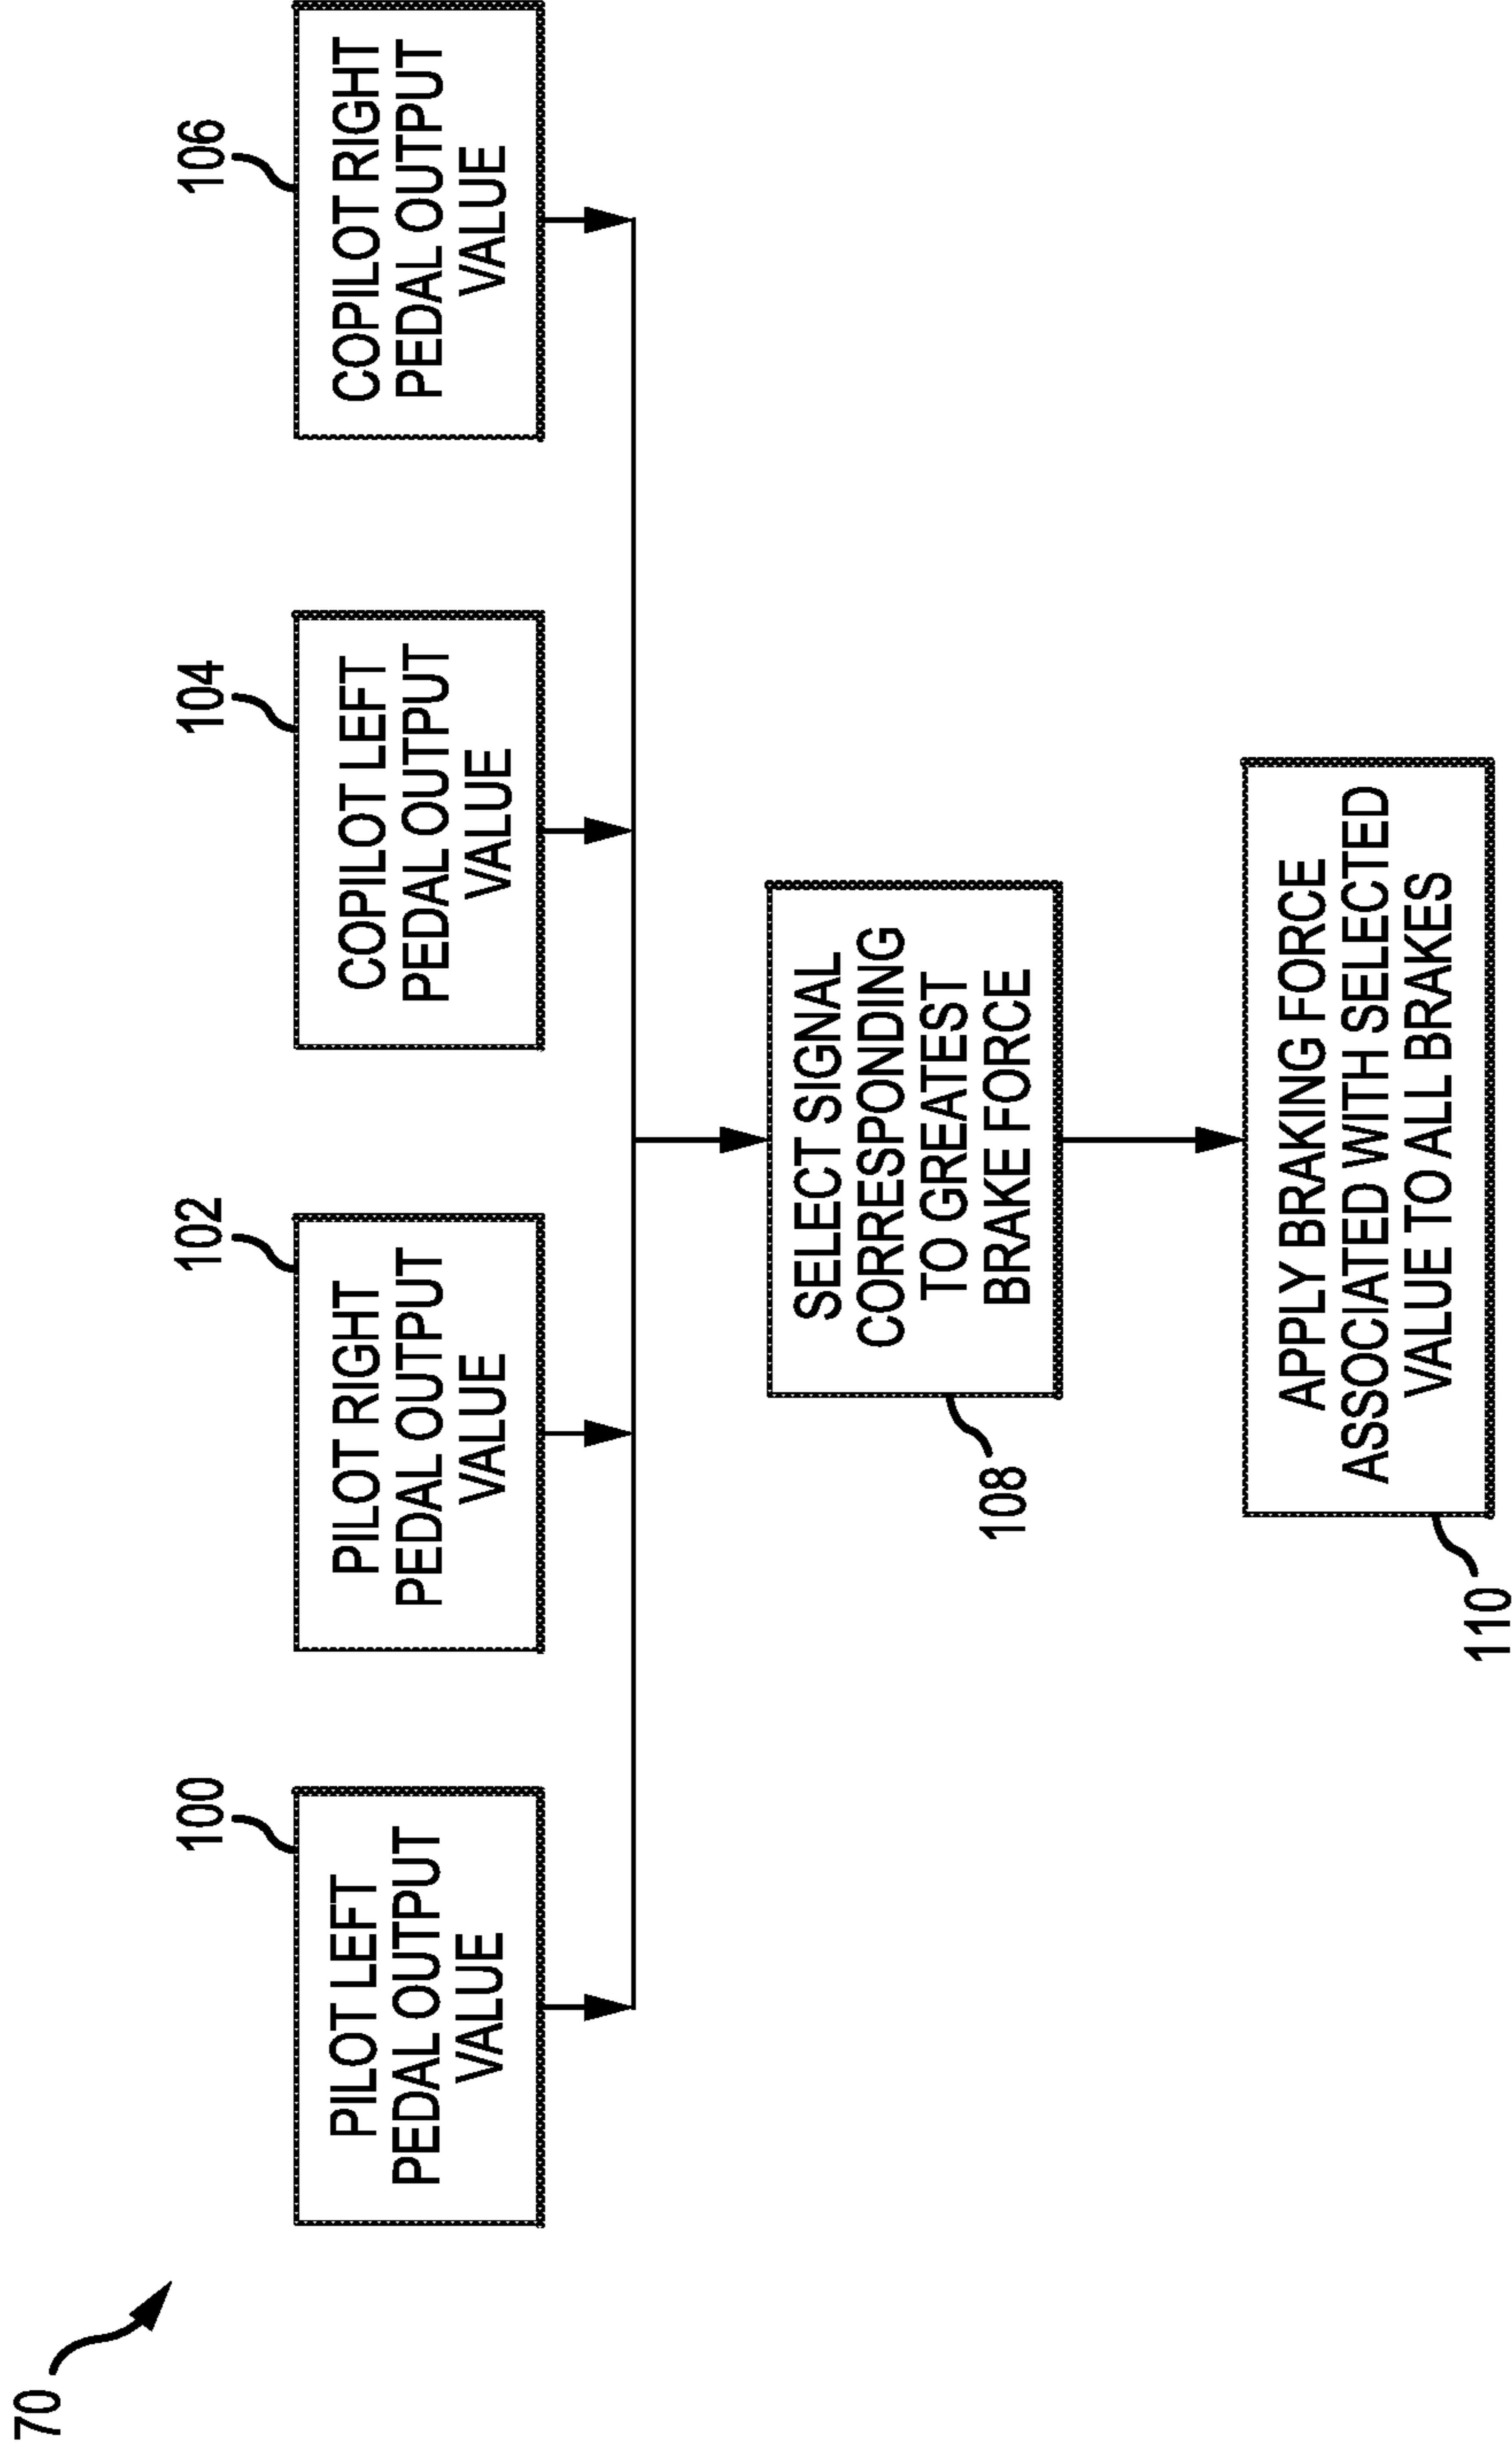 70
100
PILOT LEFT
PEDAL OUTPUT
VALUE
102
PILOT RIGHT
PEDAL OUTPUT
VALUE
104
COPILOT LEFT
PEDAL OUTPUT
VALUE
106
COPILOT RIGHT
PEDAL OUTPUT
VALUE
SELECT SIGNAL
CORRESPONDING
TO GREATEST
BRAKE FORCE
108
APPLY BRAKING FORCE
ASSOCIATED WITH SELECTED
VALUE TO ALL BRAKES
110